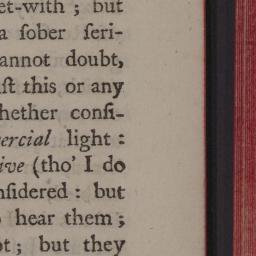 et-with ; but
a ſober ſeri-
annot doubt,
ſt this or any
hether conſi-
ercial light :
ive (tho' I do
nſidered : but
hear them ;
ot ; but they